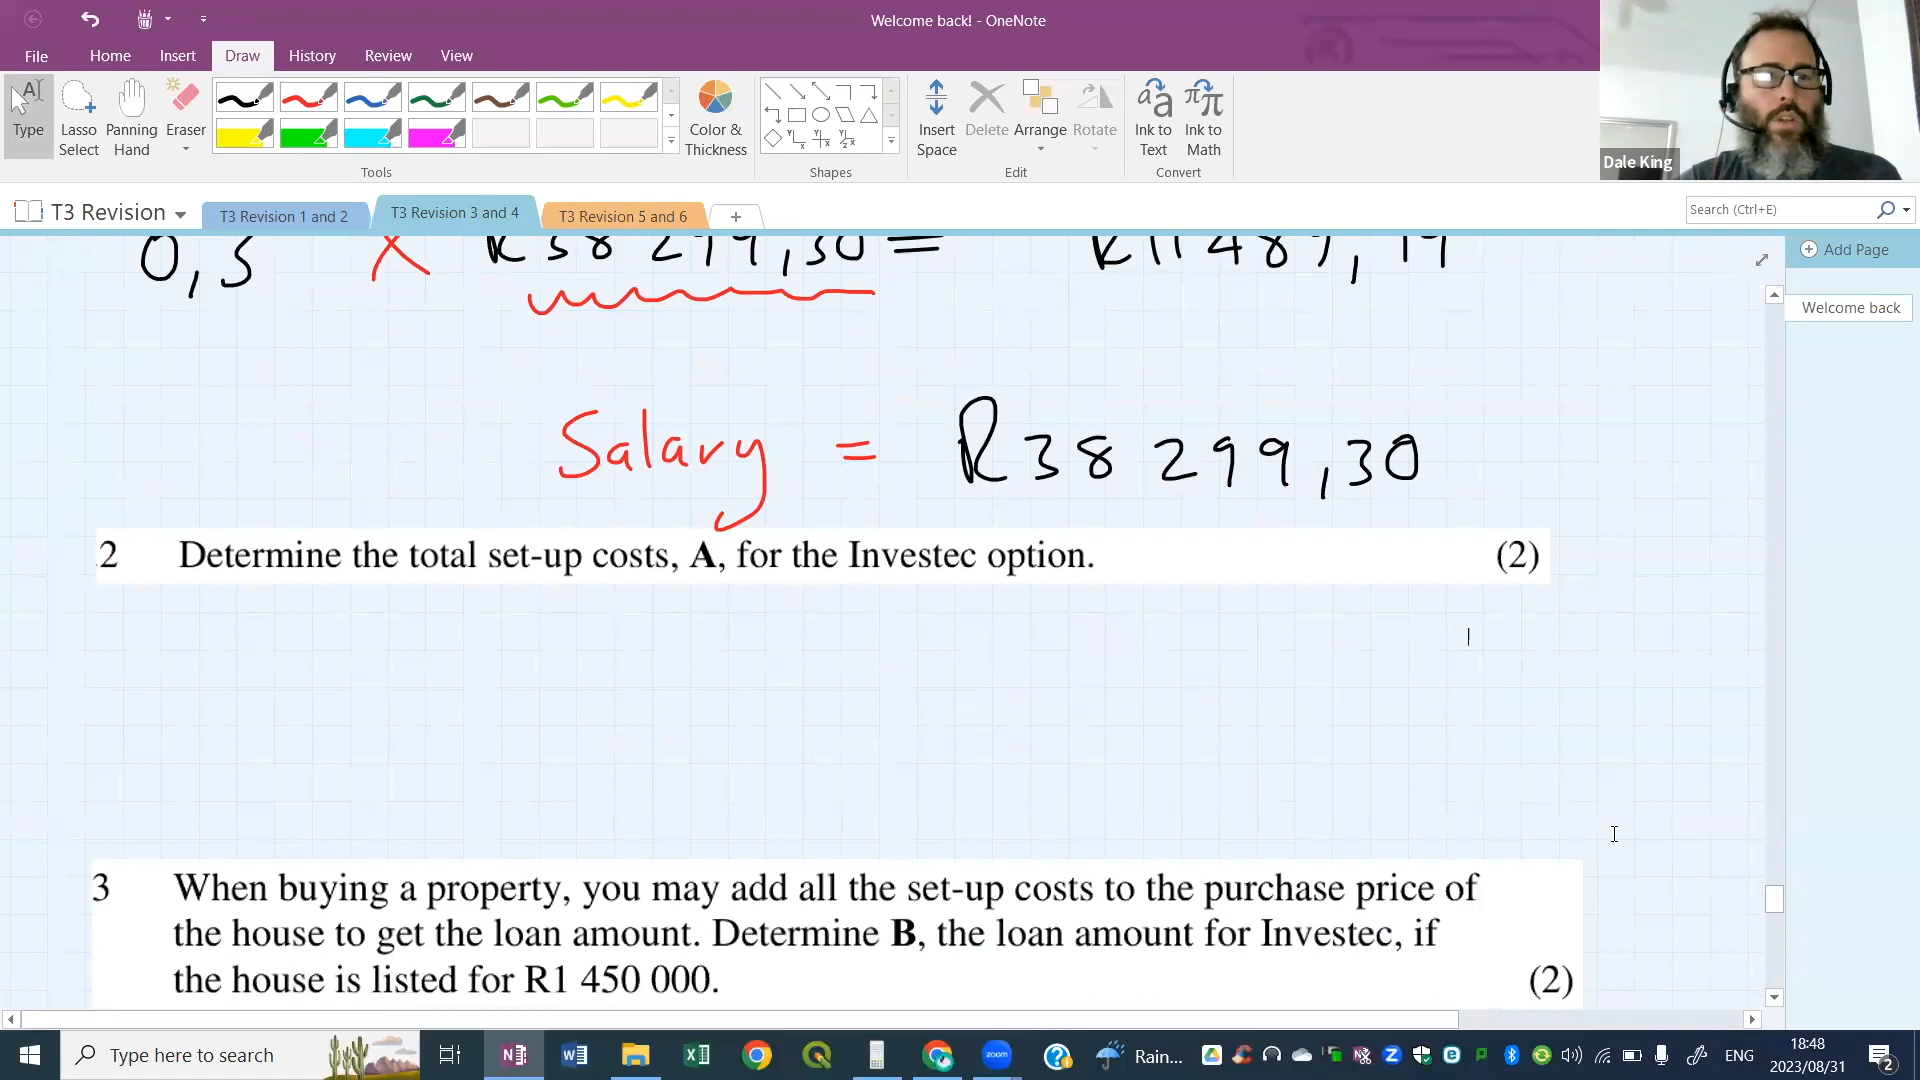 Welcome back! - OneNote
File Home Insert Draw History Review View
Type
Lasso Select
Panning Hand
Eraser
Color & Thickness
Insert Space
Delete
Arrange
Rotate
Ink to Text
Ink to Math
Tools
Shapes
Edit
Convert
Dale King
T3 Revision
T3 Revision 1 and 2
T3 Revision 3 and 4
T3 Revision 5 and 6
Search (Ctrl+E)
Add Page
Welcome back
0,3 x R38 299,30 =
Salary = R38 299,30
.2 Determine the total set-up costs, A, for the Investec option. (2)
3 When buying a property, you may add all the set-up costs to the purchase price of
the house to get the loan amount. Determine B, the loan amount for Investec, if
the house is listed for R1 450 000. (2)
Type here to search
zoom
Rain...
ENG
18:48
2023/08/31
2